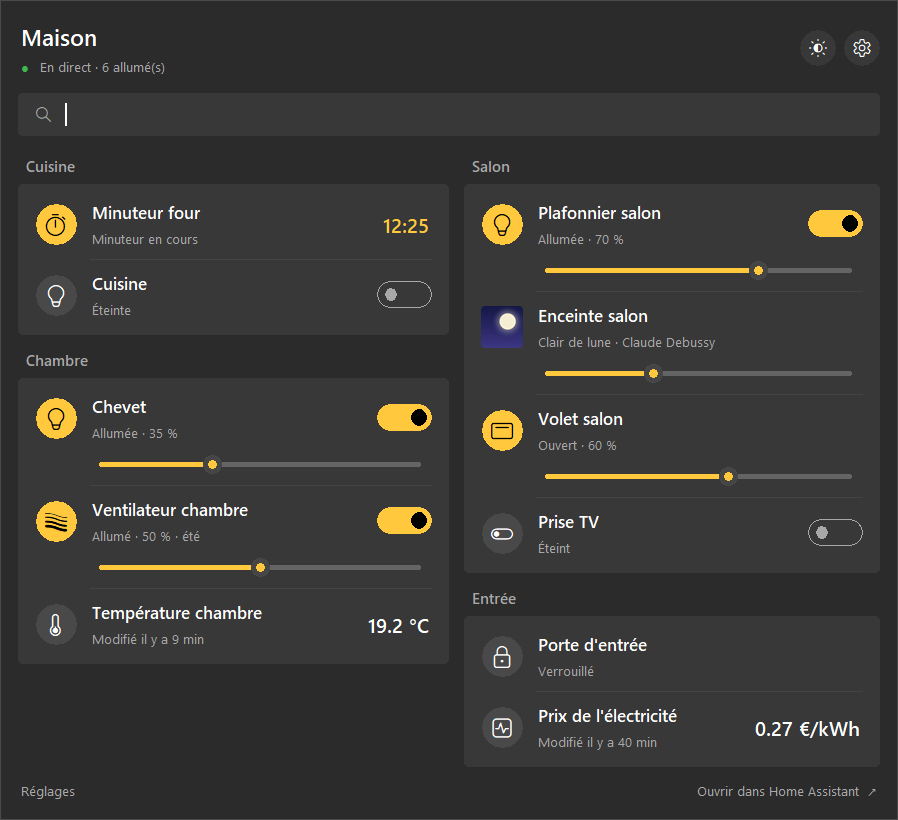 Maison
En direct · 6 allumé(s)
Cuisine
Minuteur four
Minuteur en cours
12:25
Cuisine
Éteinte
Chambre
Chevet
Allumée · 35 %
Ventilateur chambre
Allumé · 50 % · été
Température chambre
Modifié il y a 9 min
19.2 °C
Salon
Plafonnier salon
Allumée · 70 %
Enceinte salon
Clair de lune · Claude Debussy
Volet salon
Ouvert · 60 %
Prise TV
Éteint
Entrée
Porte d'entrée
Verrouillé
Prix de l'électricité
Modifié il y a 40 min
0.27 €/kWh
Réglages
Ouvrir dans Home Assistant ↗